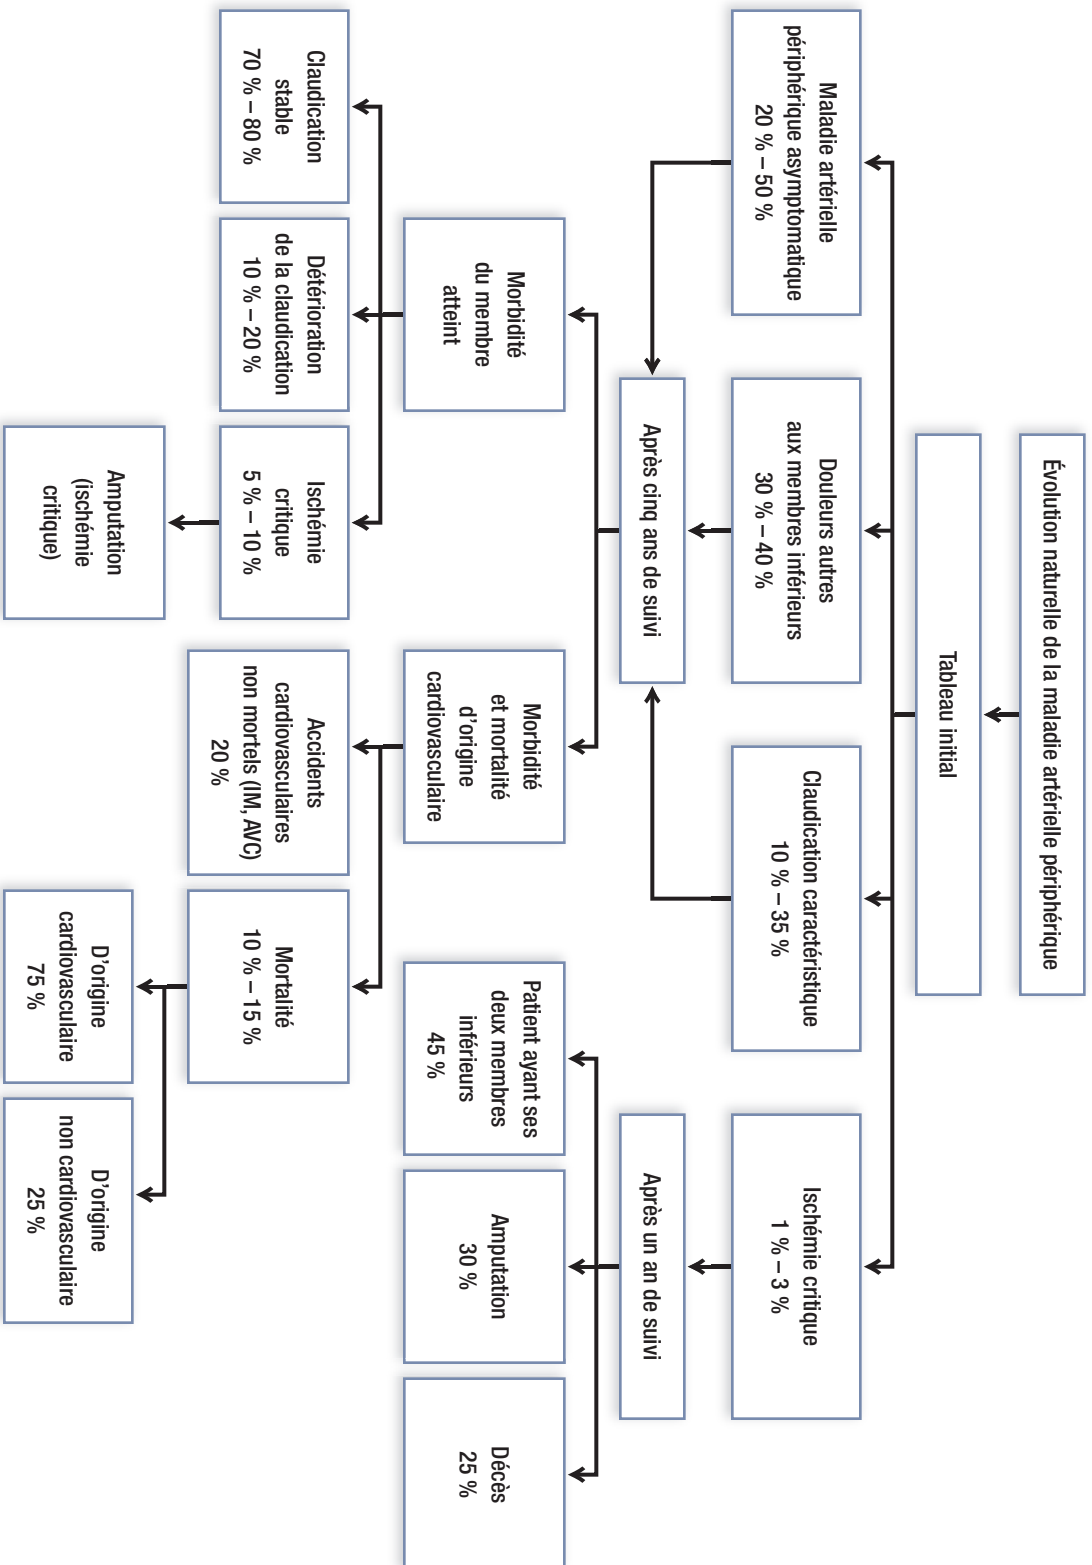 Évolution naturelle de la maladie artérielle périphérique
Tableau initial
Maladie artérielle
périphérique asymptomatique
20 % – 50 %
Douleurs autres
aux membres inférieurs
30 % – 40 %
Claudication caractéristique
10 % – 35 %
Ischémie critique
1 % – 3 %
Après cinq ans de suivi
Après un an de suivi
Morbidité
du membre
atteint
Morbidité
et mortalité
d'origine
cardiovasculaire
Patient ayant ses
deux membres
inférieurs
45 %
Amputation
30 %
Décès
25 %
Claudication
stable
70 % – 80 %
Détérioration
de la claudication
10 % – 20 %
Ischémie
critique
5 % – 10 %
Accidents
cardiovasculaires
non mortels (IM, AVC)
20 %
Mortalité
10 % – 15 %
Amputation
(ischémie
critique)
D'origine
cardiovasculaire
75 %
D'origine
non cardiovasculaire
25 %